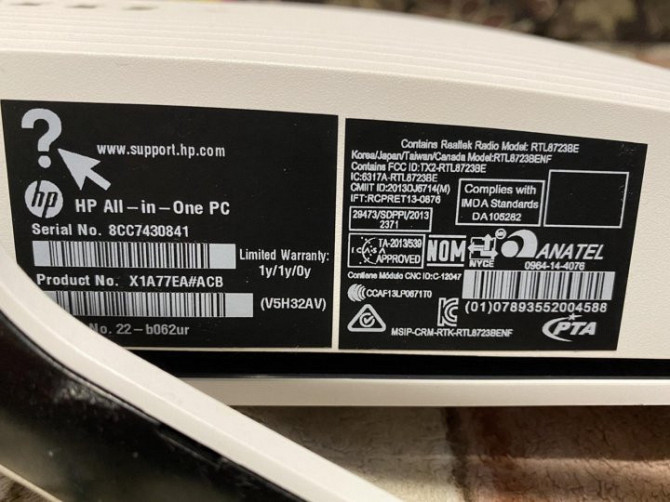 ?
www.support.hp.com
hp HP All-in-One PC
Serial No. 8CC7430841
Limited Warranty:
1y/1y/0y
Product No. X1A77EA#ACB
(V5H32AV)
No. 22-b062ur
Contains Realtek Radio Model: RTL8723BE
Korea/Japan/Taiwan/Canada Model:RTL8723BENF
Contains FCC ID:TX2-RTL8723BE
IC:6317A-RTL8723BE
CMIIT ID:2013DJ6714(M)
IFT:RCPRET13-0876
Complies with
IMDA Standards
DA105282
29473/SDPPI/2013
2371
ICASA
TA-2013/539
APPROVED
NOM
NYCE
ANATEL
0964-14-4076
Contiene Módulo CNC ID:C-12047
CCAF13LP0671T0
(01)07893552004588
MSIP-CRM-RTK-RTL8723BENF
PTA